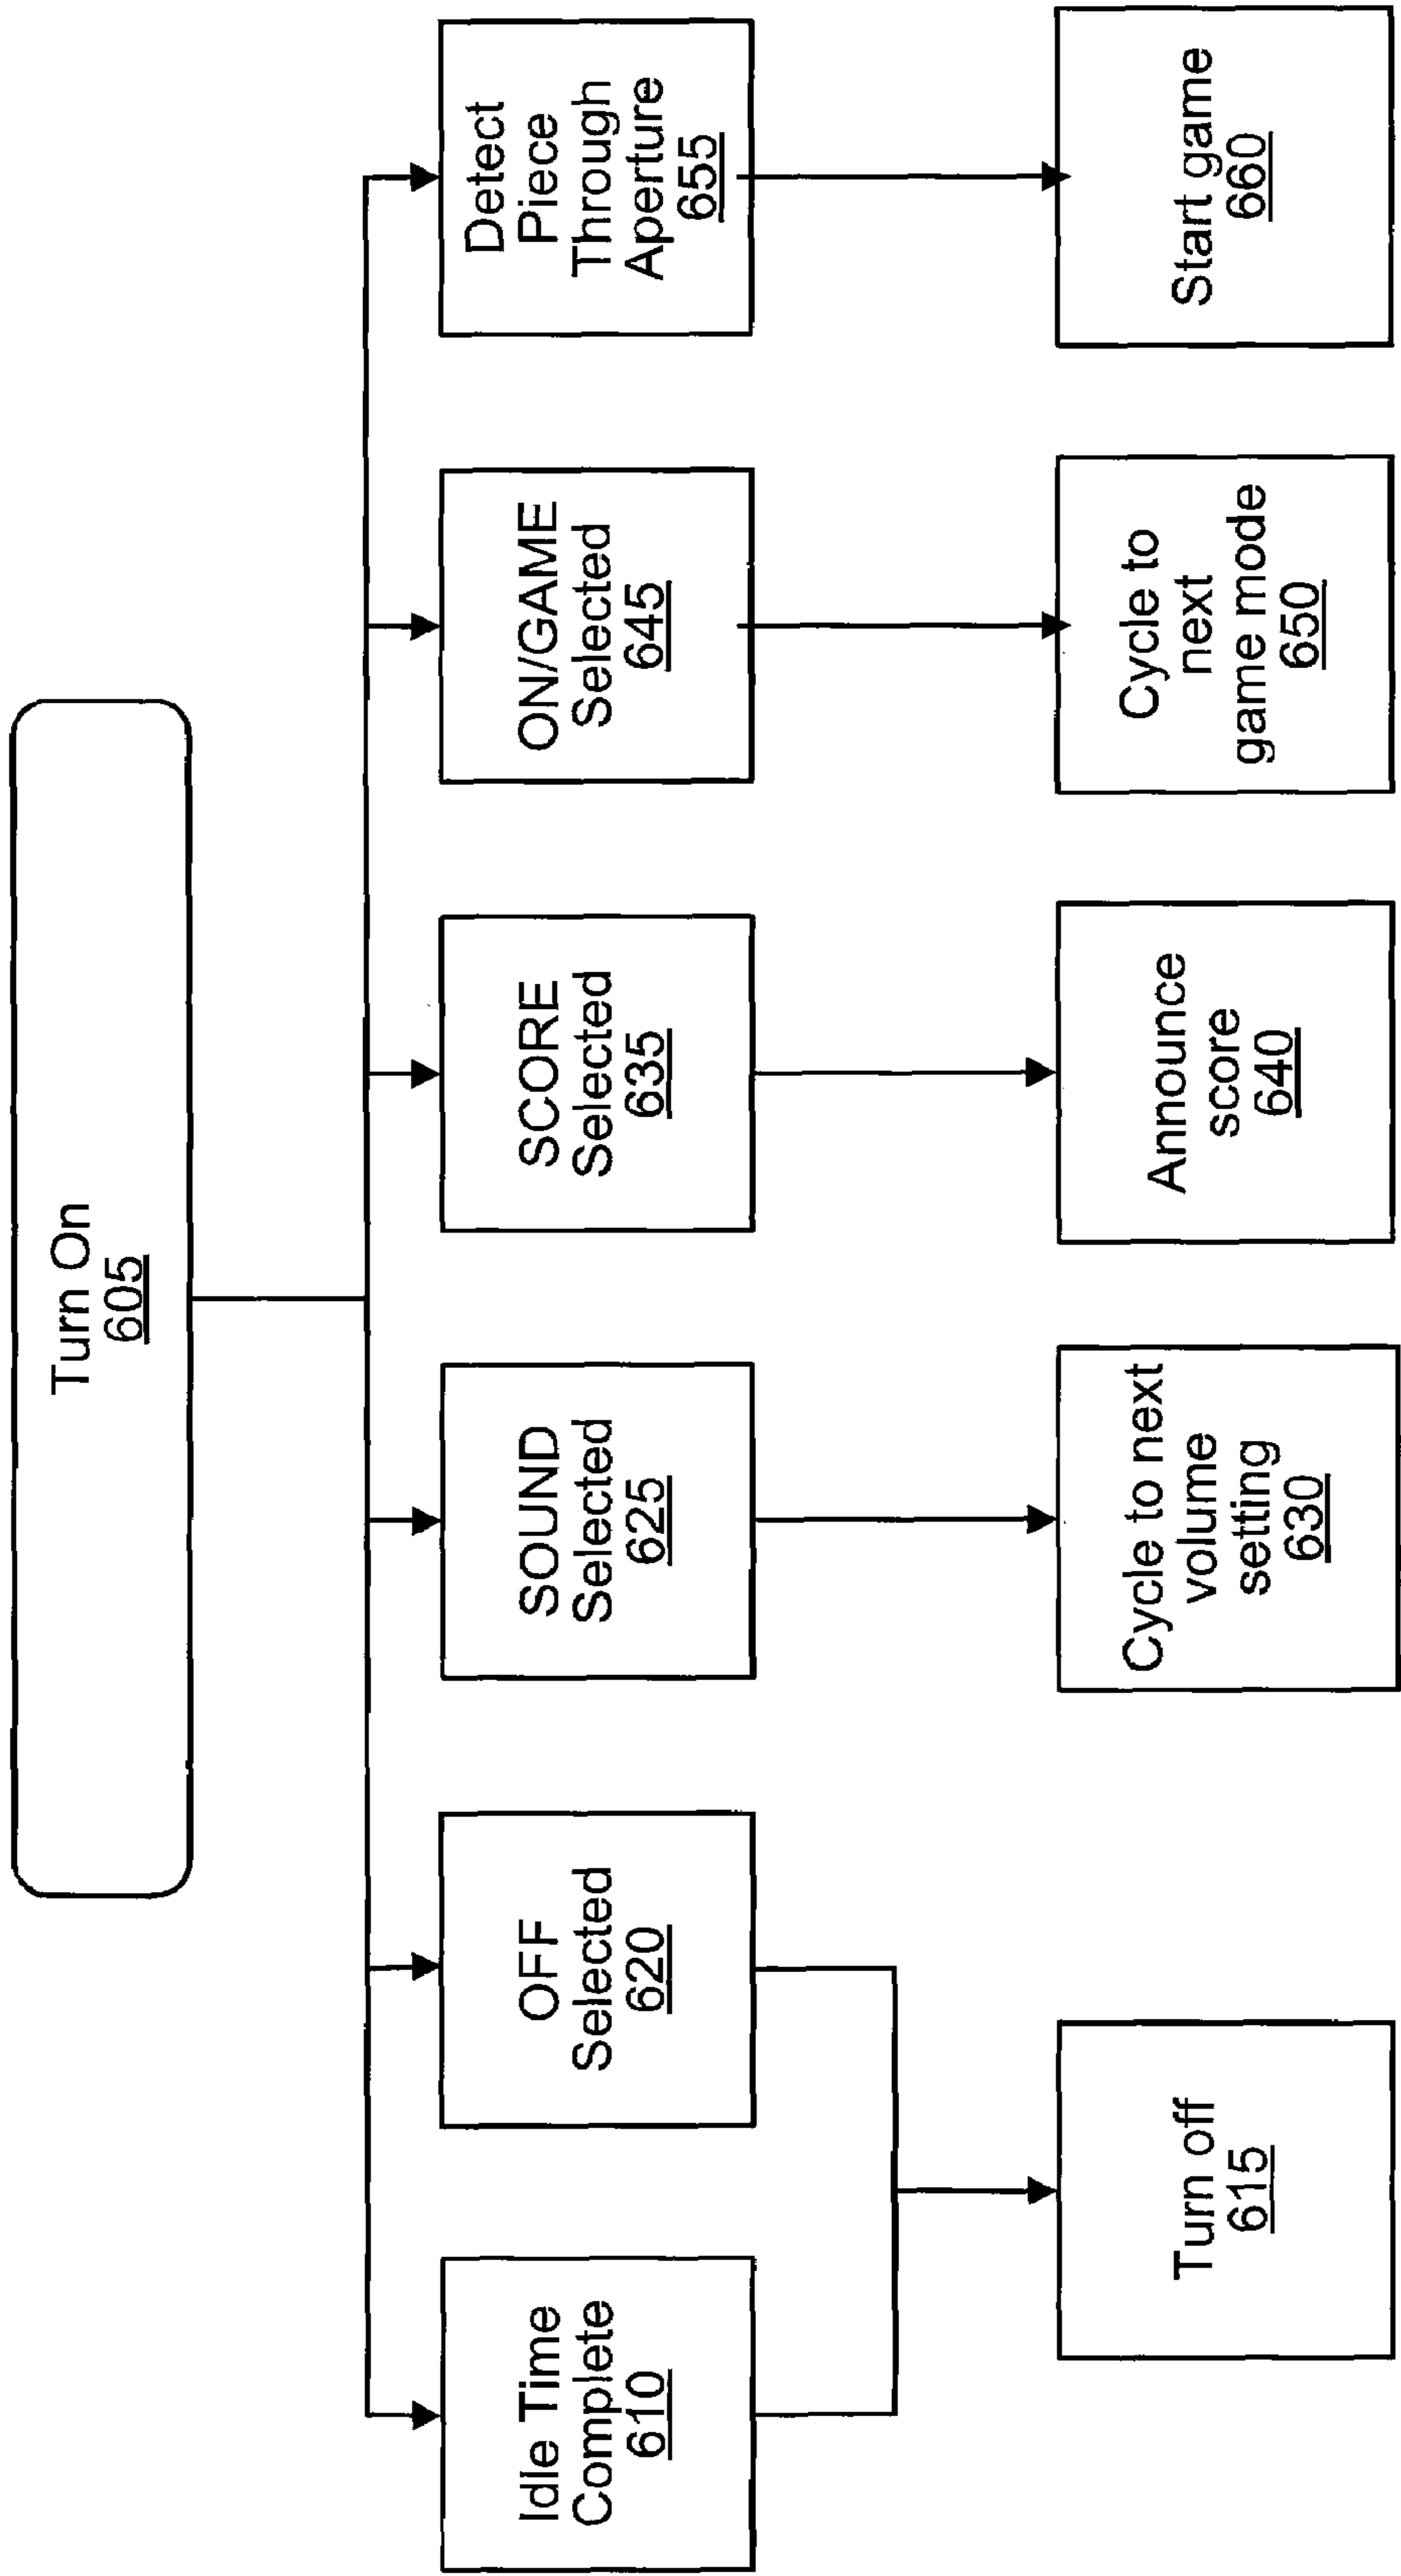 Turn On
605
Idle Time
Complete
610
OFF
Selected
620
SOUND
Selected
625
SCORE
Selected
635
ON/GAME
Selected
645
Detect
Piece
Through
Aperture
655
Turn off
615
Cycle to next
volume
setting
630
Announce
score
640
Cycle to
next
game mode
650
Start game
660